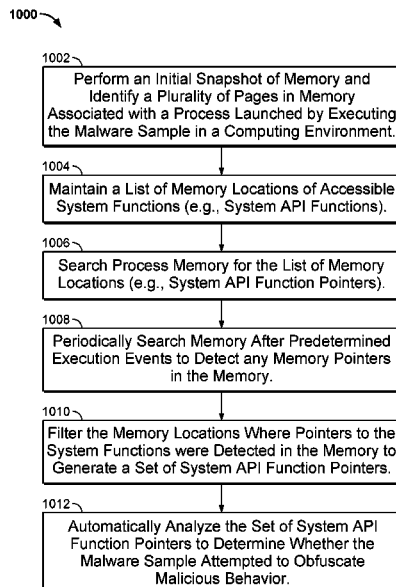 1000
1002
Perform an Initial Snapshot of Memory and
Identify a Plurality of Pages in Memory
Associated with a Process Launched by Executing
the Malware Sample in a Computing Environment.
1004
Maintain a List of Memory Locations of Accessible
System Functions (e.g., System API Functions).
1006
Search Process Memory for the List of Memory
Locations (e.g., System API Function Pointers).
1008
Periodically Search Memory After Predetermined
Execution Events to Detect any Memory Pointers
in the Memory.
1010
Filter the Memory Locations Where Pointers to the
System Functions were Detected in the Memory to
Generate a Set of System API Function Pointers.
1012
Automatically Analyze the Set of System API
Function Pointers to Determine Whether the
Malware Sample Attempted to Obfuscate
Malicious Behavior.